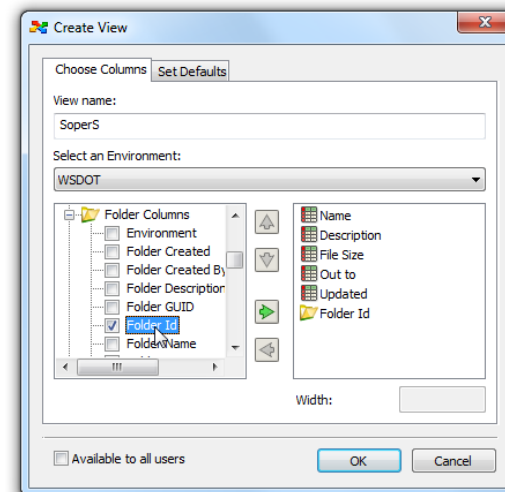 Create View
Choose Columns Set Defaults
View name:
SoperS
Select an Environment:
WSDOT
Folder Columns
Environment
Folder Created
Folder Created By
Folder Description
Folder GUID
Folder Id
Folder Name
Name
Description
File Size
Out to
Updated
Folder Id
Width:
Available to all users
OK Cancel